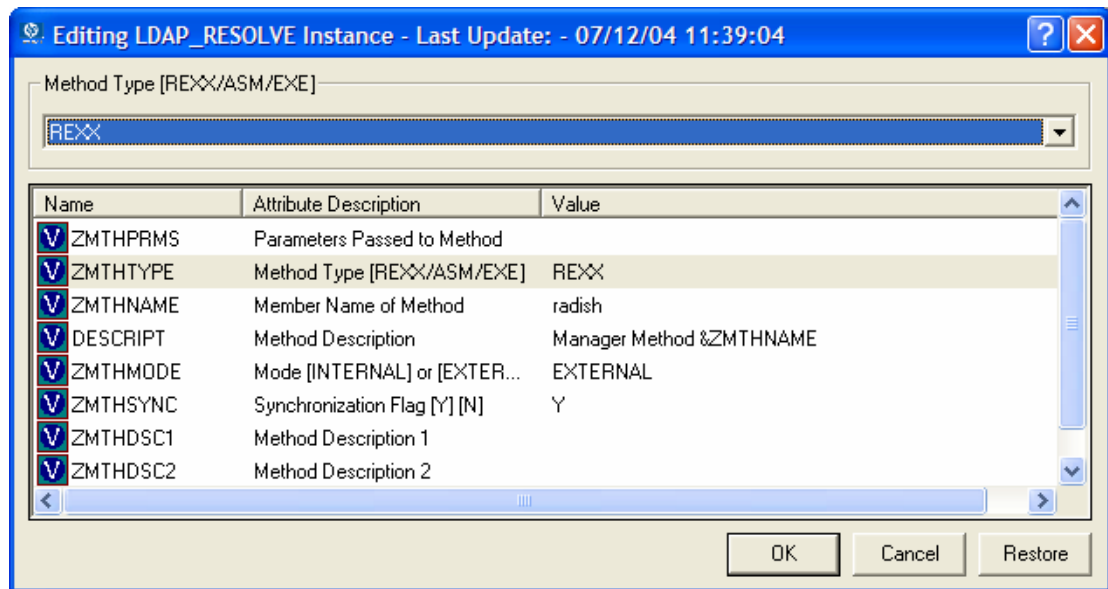 Editing LDAP_RESOLVE Instance - Last Update: - 07/12/04 11:39:04
Method Type [REXX/ASM/EXE]
REXX
Name Attribute Description Value
V ZMTHPRMS Parameters Passed to Method
V ZMTHTYPE Method Type [REXX/ASM/EXE] REXX
V ZMTHNAME Member Name of Method radish
V DESCRIPT Method Description Manager Method &ZMTHNAME
V ZMTHMODE Mode [INTERNAL] or [EXTER... EXTERNAL
V ZMTHSYNC Synchronization Flag [Y] [N] Y
V ZMTHDSC1 Method Description 1
V ZMTHDSC2 Method Description 2
OK Cancel Restore